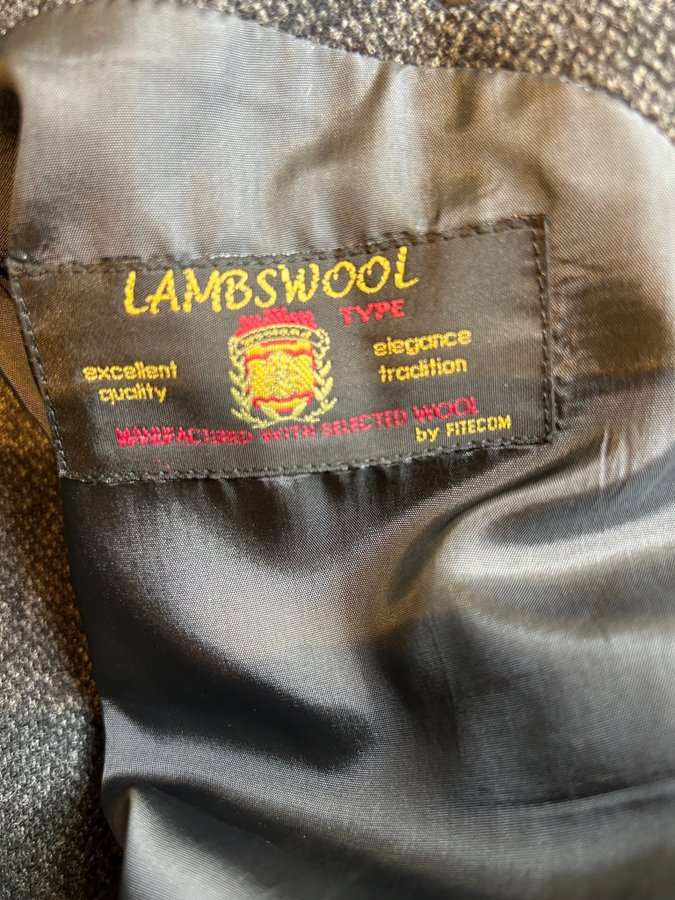 LAMBSWOOL
TYPE
excellent
quality
elegance
tradition
MANUFACTURED WITH SELECTED WOOL
by FITECOM